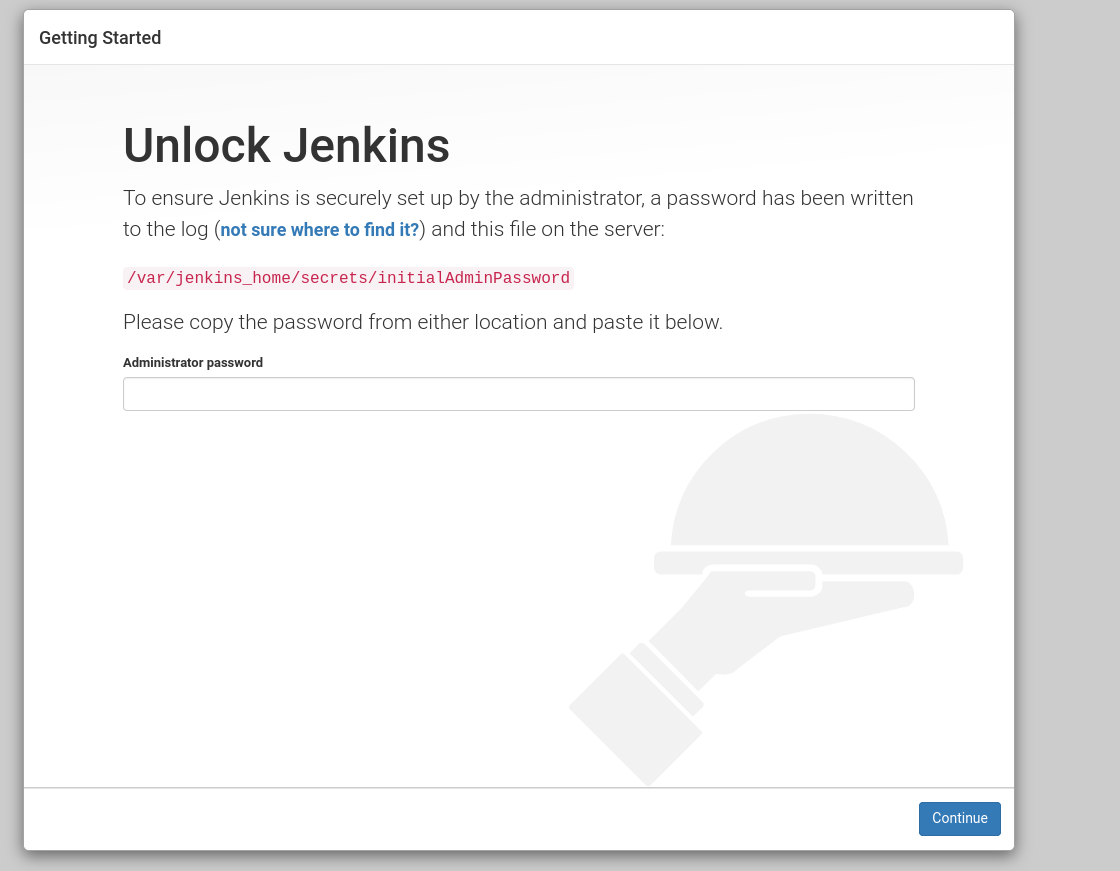 Getting Started
Unlock Jenkins
To ensure Jenkins is securely set up by the administrator, a password has been written
to the log (not sure where to find it?) and this file on the server:
/var/jenkins_home/secrets/initialAdminPassword
Please copy the password from either location and paste it below.
Administrator password
Continue